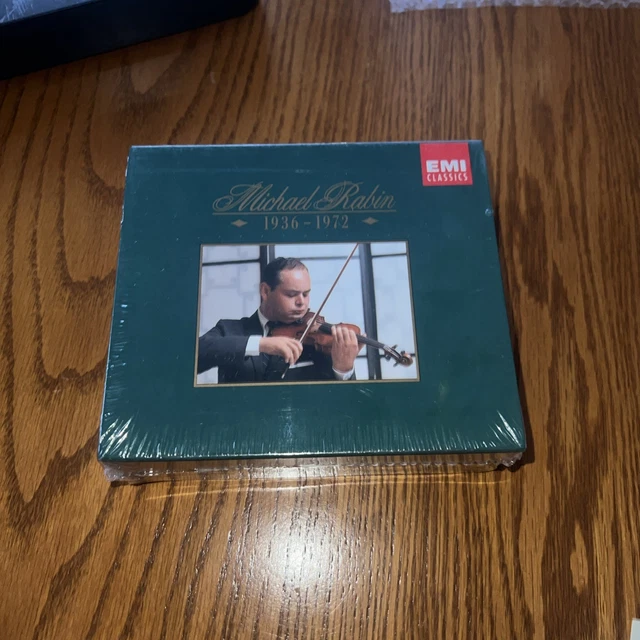 EMI
CLASSICS
Michael Rabin
1936 - 1972